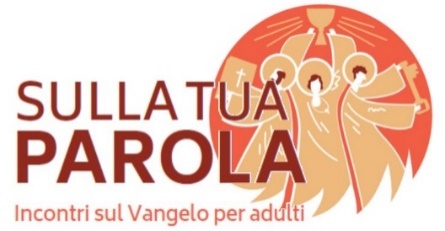 SULLA TUA
PAROLA
Incontri sul Vangelo per adulti